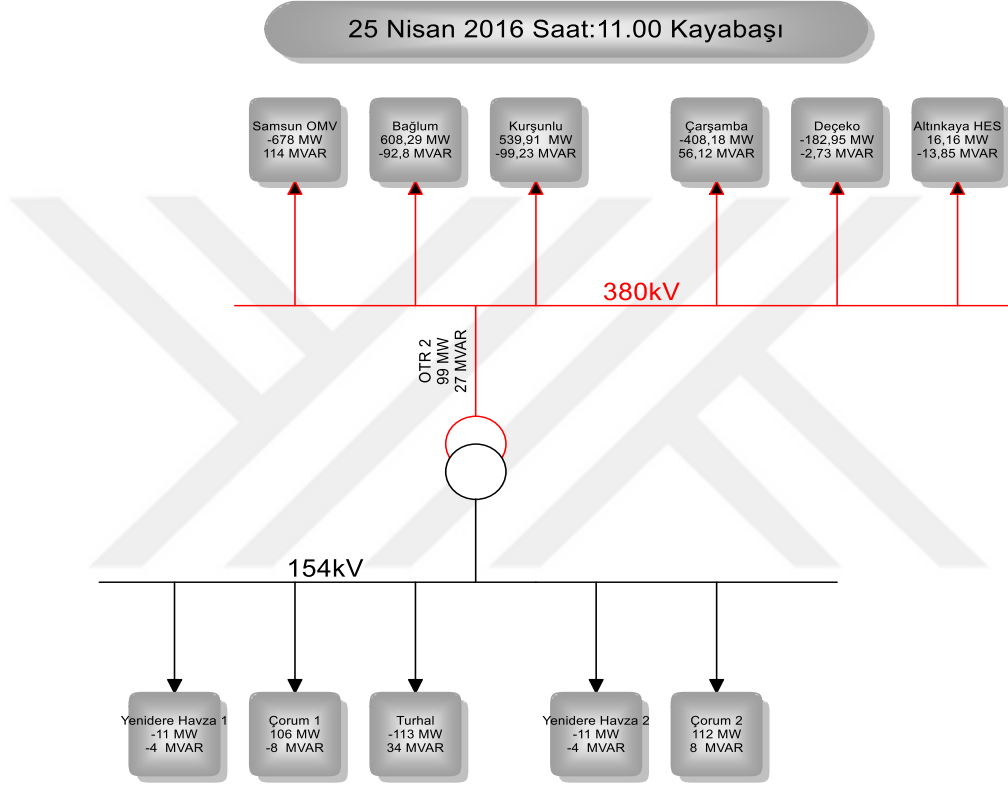 25 Nisan 2016 Saat:11.00 Kayabaşı
Samsun OMV
-678 MW
114 MVAR
Bağlum
608,29 MW
-92,8 MVAR
Kurşunlu
539,91 MW
-99,23 MVAR
Çarşamba
-408,18 MW
56,12 MVAR
Deçeko
-182,95 MW
-2,73 MVAR
Altınkaya HES
16,16 MW
-13,85 MVAR
380kV
OTR 2
99 MW
27 MVAR
154kV
Yenidere Havza 1
-11 MW
-4 MVAR
Çorum 1
106 MW
-8 MVAR
Turhal
-113 MW
34 MVAR
Yenidere Havza 2
-11 MW
-4 MVAR
Çorum 2
112 MW
8 MVAR